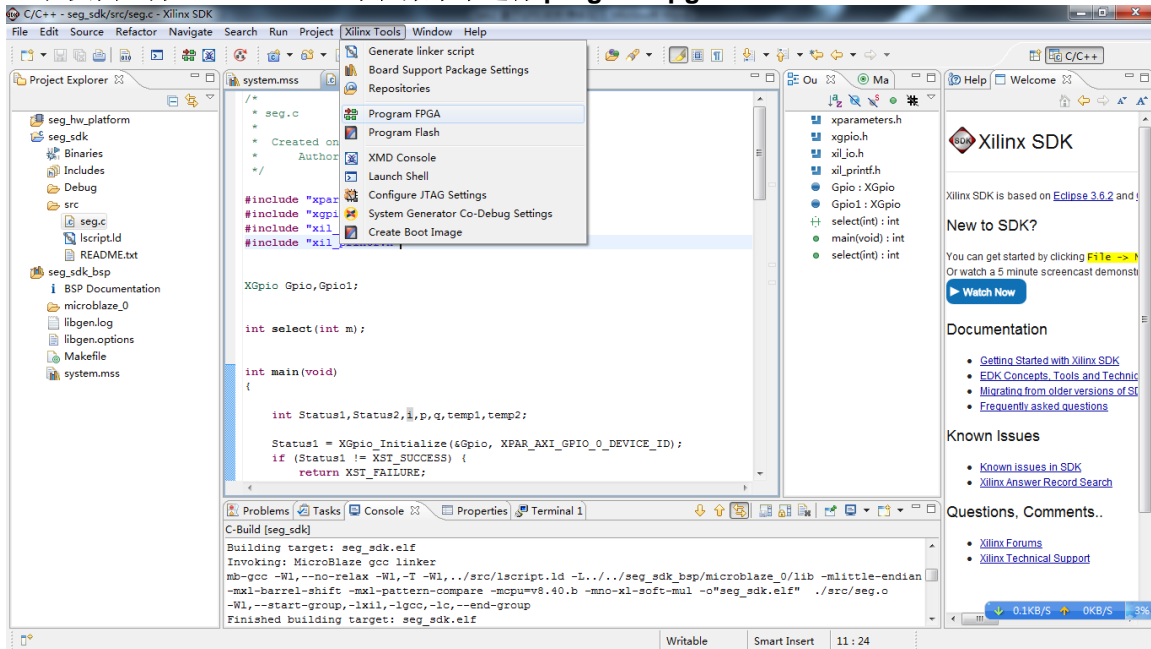 C/C++ - seg_sdk/src/seg.c - Xilinx SDK
File Edit Source Refactor Navigate Search Run Project Xilinx Tools Window Help
C/C++
Project Explorer
seg_hw_platform
seg_sdk
Binaries
Includes
Debug
src
seg.c
lscript.ld
README.txt
seg_sdk_bsp
BSP Documentation
microblaze_0
libgen.log
libgen.options
Makefile
system.mss
system.mss
/*
* seg.c
*
* Created on
* Author
*/
#include "xpar
#include "xgpi
#include "xil_
#include "xil_
XGpio Gpio,Gpio1;
int select(int m);
int main(void)
{
int Status1,Status2,i,p,q,temp1,temp2;
Status1 = XGpio_Initialize(&Gpio, XPAR_AXI_GPIO_0_DEVICE_ID);
if (Status1 != XST_SUCCESS) {
return XST_FAILURE;
Generate linker script
Board Support Package Settings
Repositories
Program FPGA
Program Flash
XMD Console
Launch Shell
Configure JTAG Settings
System Generator Co-Debug Settings
Create Boot Image
Ou
Ma
xparameters.h
xgpio.h
xil_io.h
xil_printf.h
Gpio : XGpio
Gpio1 : XGpio
select(int) : int
main(void) : int
select(int) : int
Help Welcome
Xilinx SDK
Xilinx SDK is based on Eclipse 3.6.2 and
New to SDK?
You can get started by clicking File -> N
Or watch a 5 minute screencast demonst
Watch Now
Documentation
Getting Started with Xilinx SDK
EDK Concepts, Tools and Technic
Migrating from older versions of SD
Frequently asked questions
Known Issues
Known issues in SDK
Xilinx Answer Record Search
Questions, Comments..
Xilinx Forums
Xilinx Technical Support
Problems Tasks Console Properties Terminal 1
C-Build [seg_sdk]
Building target: seg_sdk.elf
Invoking: MicroBlaze gcc linker
mb-gcc -Wl,--no-relax -Wl,-T -Wl,../src/lscript.ld -L../../seg_sdk_bsp/microblaze_0/lib -mlittle-endian
-mxl-barrel-shift -mxl-pattern-compare -mcpu=v8.40.b -mno-xl-soft-mul -o"seg_sdk.elf" ./src/seg.o
-Wl,--start-group,-lxil,-lgcc,-lc,--end-group
Finished building target: seg_sdk.elf
0.1KB/S 0KB/S 3%
Writable Smart Insert 11 : 24